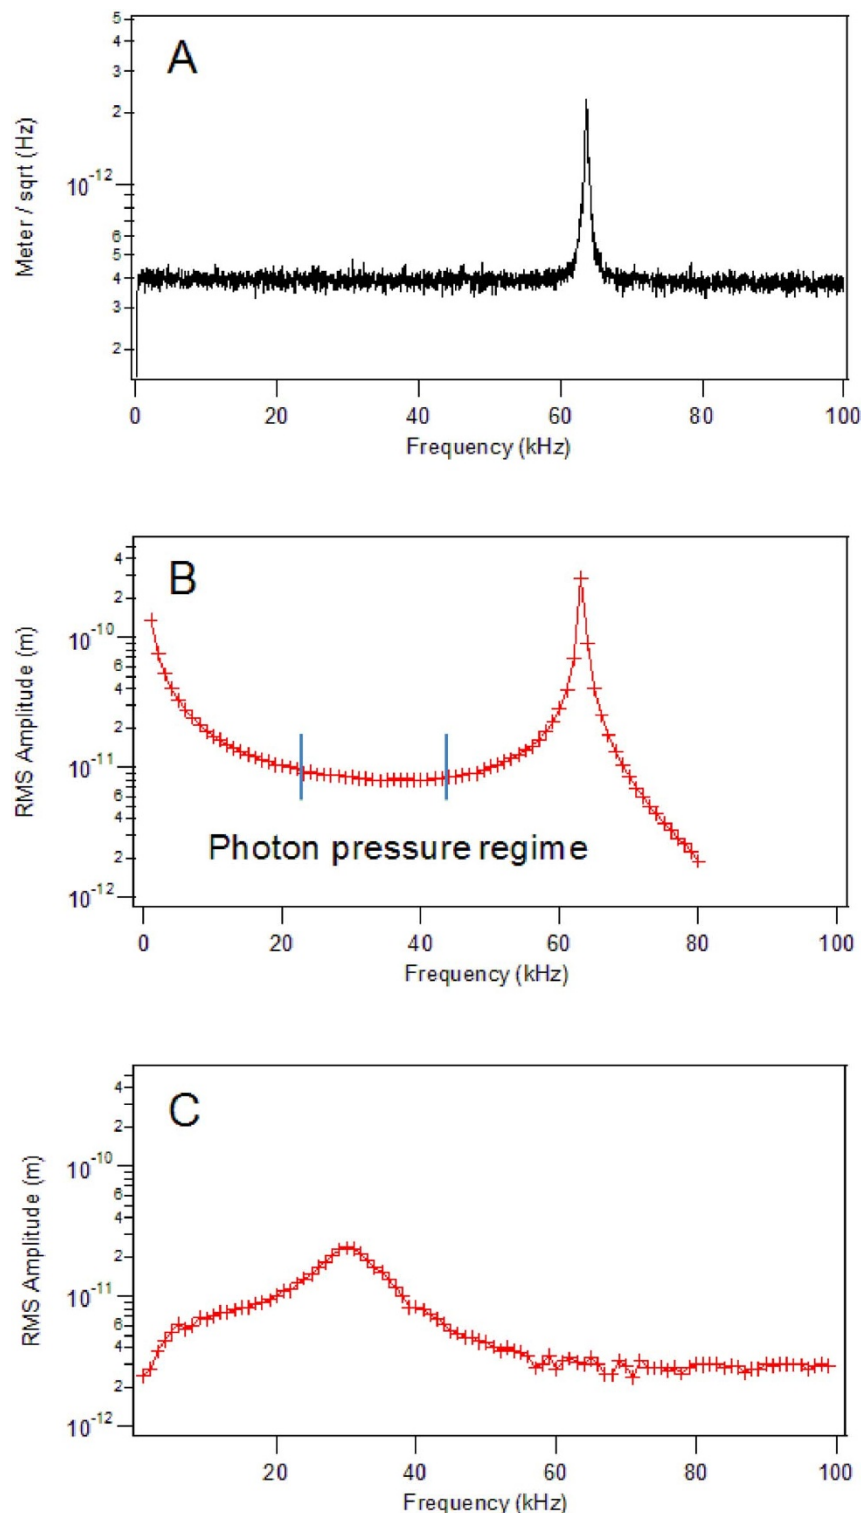 A
5
4
3
2
10-12
6
5
4
3
2
Meter / sqrt (Hz)
0 20 40 60 80 100
Frequency (kHz)
B
4
2
10-10
6
4
2
10-11
6
4
2
10-12
RMS Amplitude (m)
Photon pressure regime
0 20 40 60 80 100
Frequency (kHz)
C
4
2
10-10
6
4
2
10-11
6
4
2
10-12
RMS Amplitude (m)
20 40 60 80 100
Frequency (kHz)